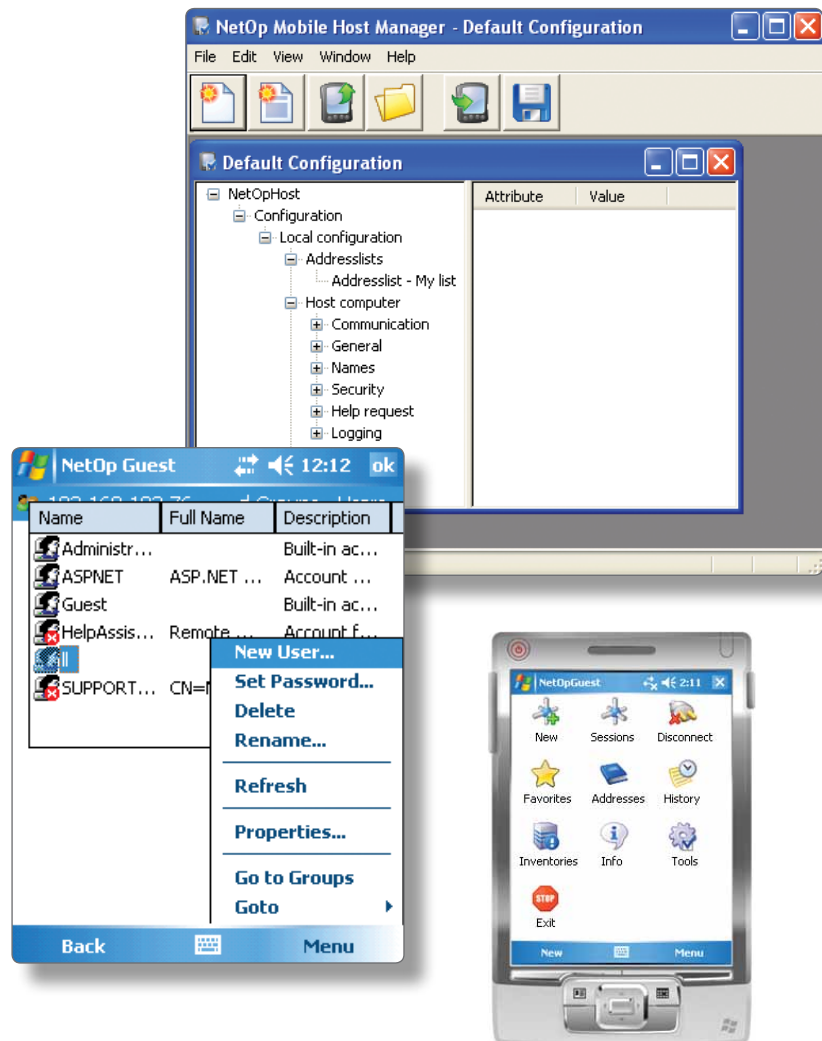 NetOp Mobile Host Manager - Default Configuration
File Edit View Window Help
Default Configuration
NetOpHost
Configuration
Local configuration
Addresslists
Addresslist - My list
Host computer
Communication
General
Names
Security
Help request
Logging
Attribute Value
NetOp Guest 12:12 ok
Name Full Name Description
Administr... Built-in ac...
ASPNET ASP.NET ... Account ...
Guest Built-in ac...
HelpAssis... Remote ... Account f...
ll
SUPPORT...
New User...
Set Password...
Delete
Rename...
Refresh
Properties...
Go to Groups
Goto
Back Menu
NetOpGuest 2:11
New Sessions Disconnect
Favorites Addresses History
Inventories Info Tools
STOP
Exit
New Menu